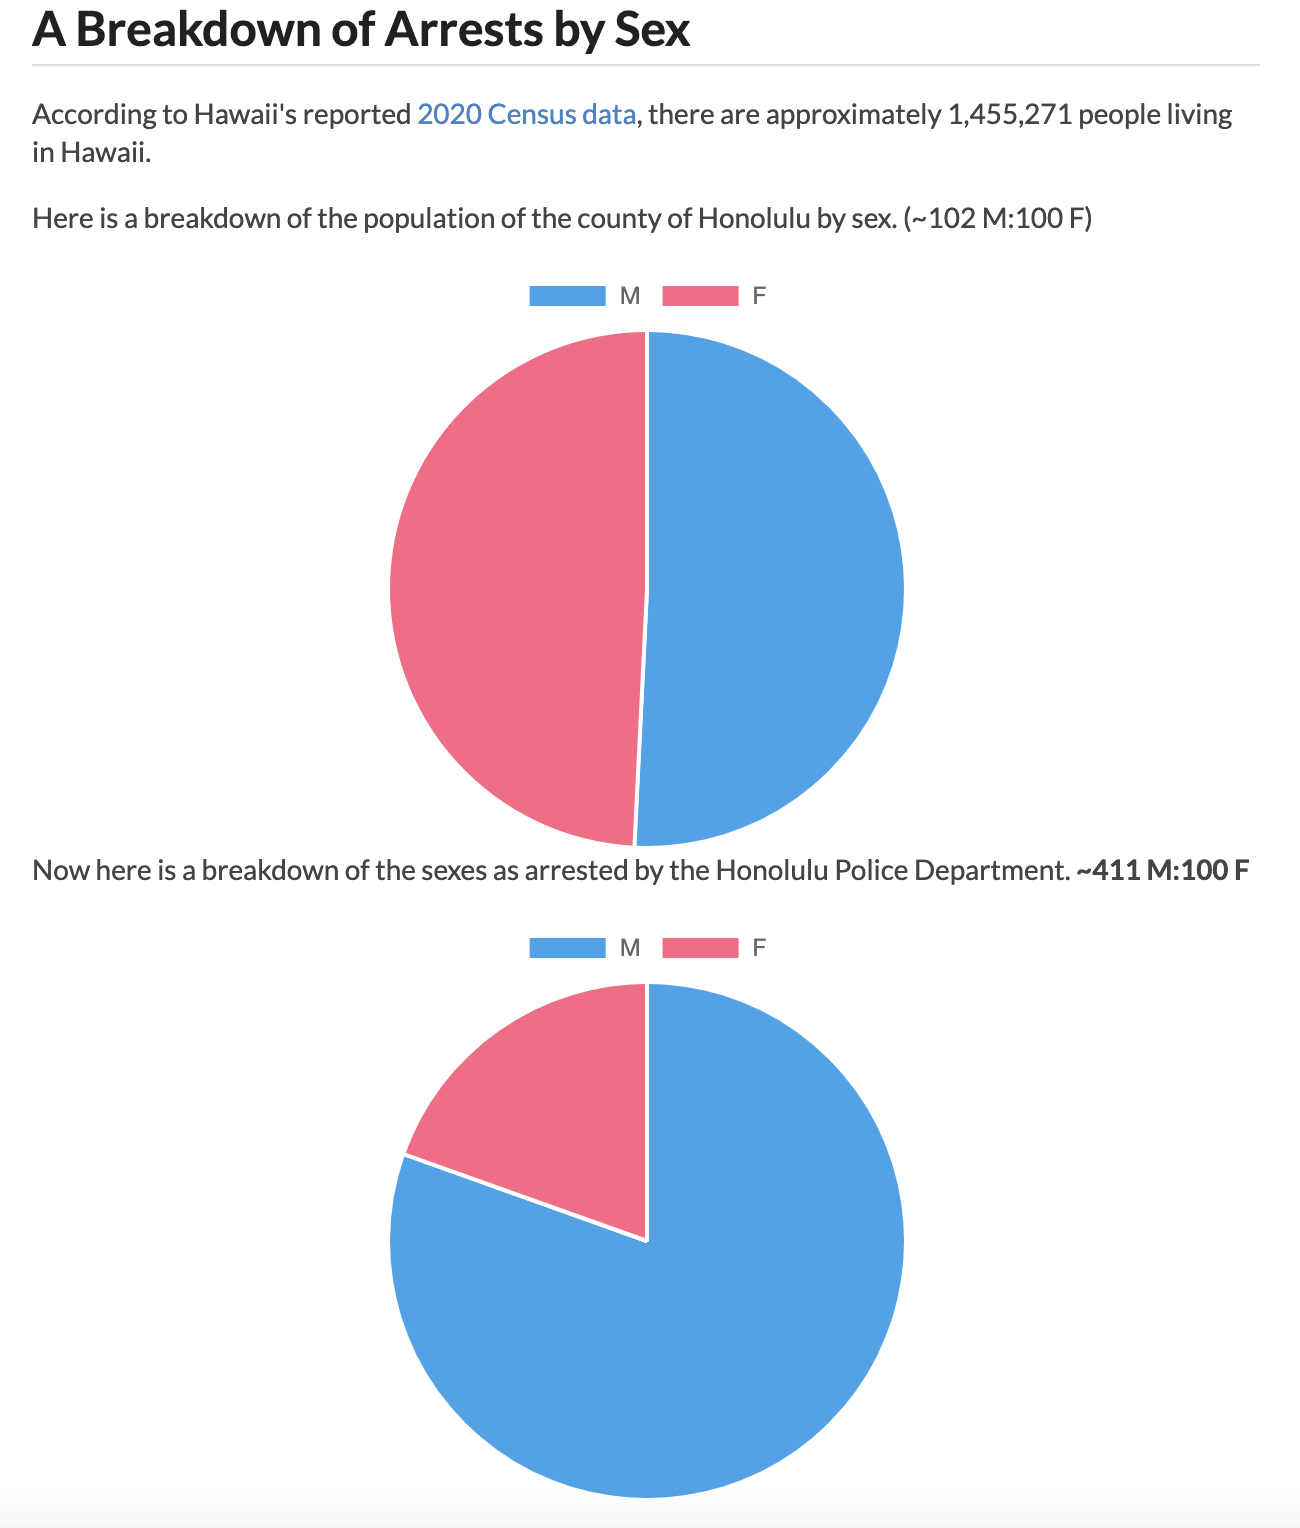 A Breakdown of Arrests by Sex
According to Hawaii's reported 2020 Census data, there are approximately 1,455,271 people living
in Hawaii.
Here is a breakdown of the population of the county of Honolulu by sex. (~102 M:100 F)
M F
Now here is a breakdown of the sexes as arrested by the Honolulu Police Department. ~411 M:100 F
M F